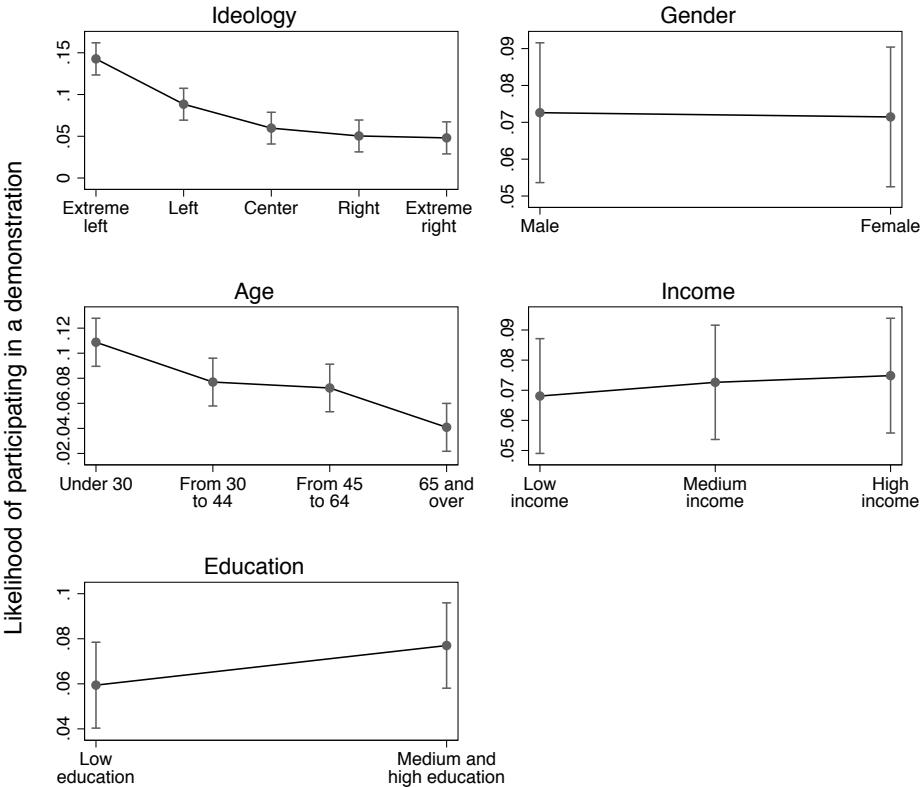 Likelihood of participating in a demonstration
Ideology
.15
.1
.05
0
Extreme
left
Left
Center
Right
Extreme
right
Gender
.09
.08
.07
.06
.05
Male
Female
Age
.12
.1
.08
.06
.04
.02
Under 30
From 30
to 44
From 45
to 64
65 and
over
Income
.09
.08
.07
.06
.05
Low
income
Medium
income
High
income
Education
.1
.08
.06
.04
Low
education
Medium and
high education